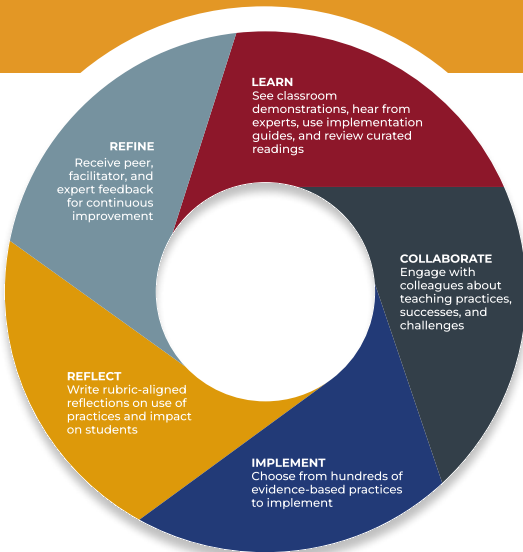 LEARN
See classroom
demonstrations, hear from
experts, use implementation
guides, and review curated
readings
COLLABORATE
Engage with
colleagues about
teaching practices,
successes, and
challenges
IMPLEMENT
Choose from hundreds of
evidence-based practices
to implement
REFLECT
Write rubric-aligned
reflections on use of
practices and impact
on students
REFINE
Receive peer,
facilitator, and
expert feedback
for continuous
improvement